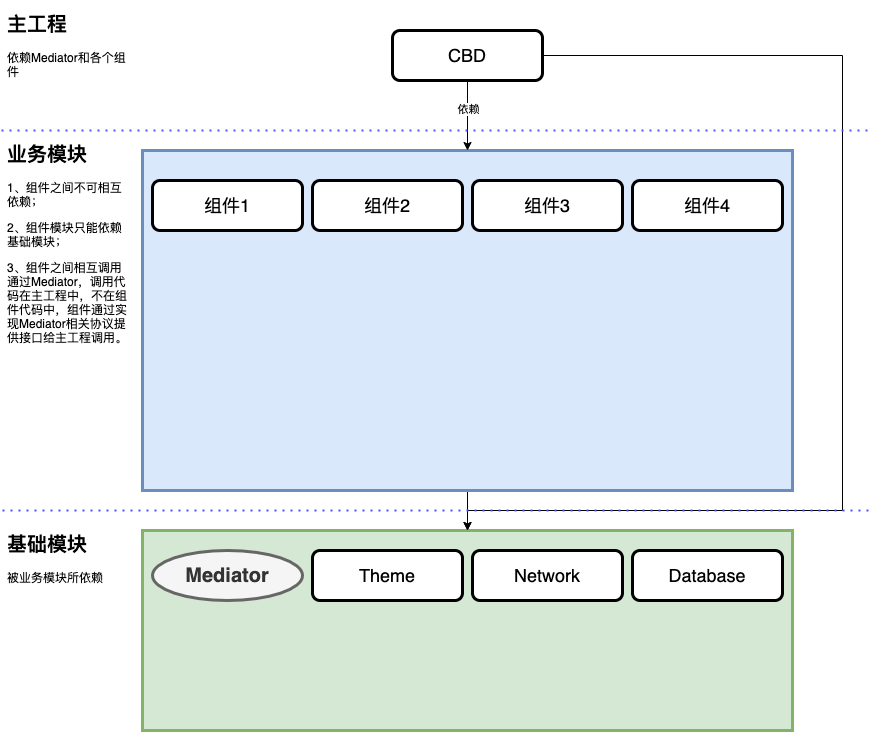 主工程
依赖Mediator和各个组
件
CBD
依赖
业务模块
1、组件之间不可相互
依赖；
2、组件模块只能依赖
基础模块；
3、组件之间相互调用
通过Mediator，调用代
码在主工程中，不在组
件代码中，组件通过实
现Mediator相关协议提
供接口给主工程调用。
组件1
组件2
组件3
组件4
基础模块
被业务模块所依赖
Mediator
Theme
Network
Database